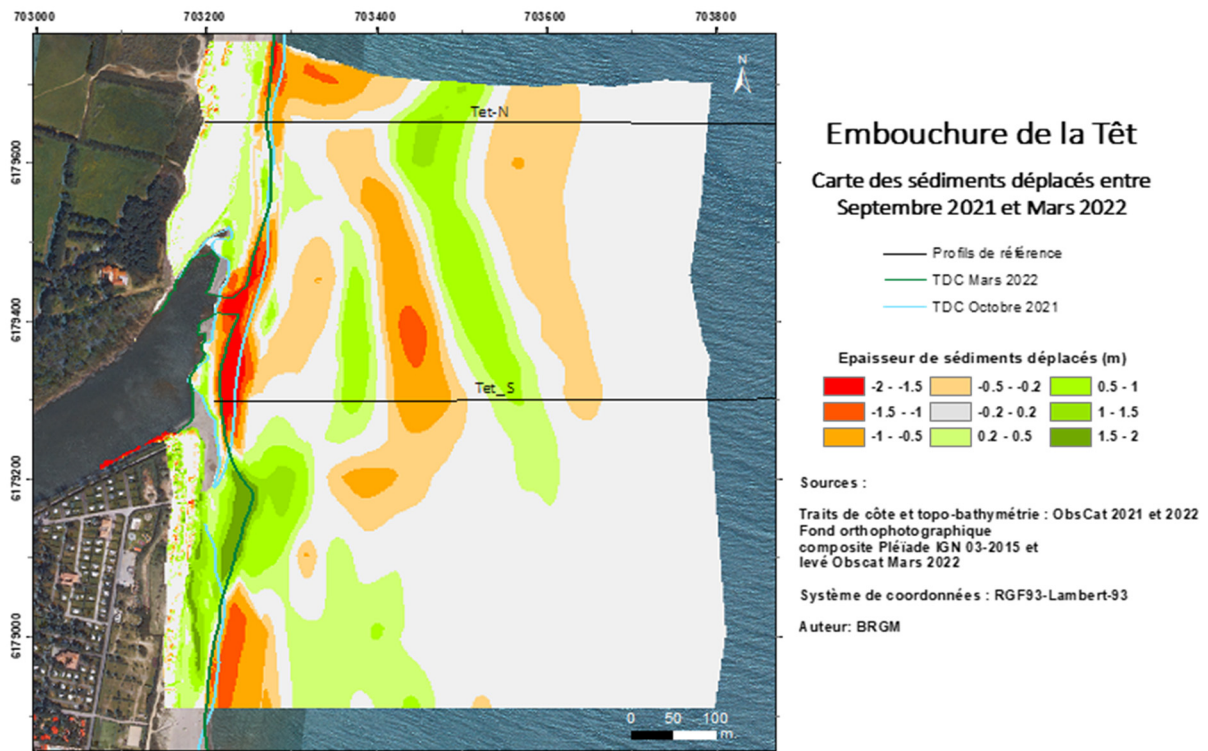 703000 703200 703400 703600 703800
6179600
6179400
6179200
6179000
N
Tet-N
Tet_S
0 50 100
m.
Embouchure de la Têt
Carte des sédiments déplacés entre
Septembre 2021 et Mars 2022
Profils de référence
TDC Mars 2022
TDC Octobre 2021
Epaisseur de sédiments déplacés (m)
-2 - -1.5 -0.5 - -0.2 0.5 - 1
-1.5 - -1 -0.2 - 0.2 1 - 1.5
-1 - -0.5 0.2 - 0.5 1.5 - 2
Sources :
Traits de côte et topo-bathymétrie : ObsCat 2021 et 2022
Fond orthophotographique
composite Pléïade IGN 03-2015 et
levé Obscat Mars 2022
Système de coordonnées : RGF93-Lambert-93
Auteur: BRGM